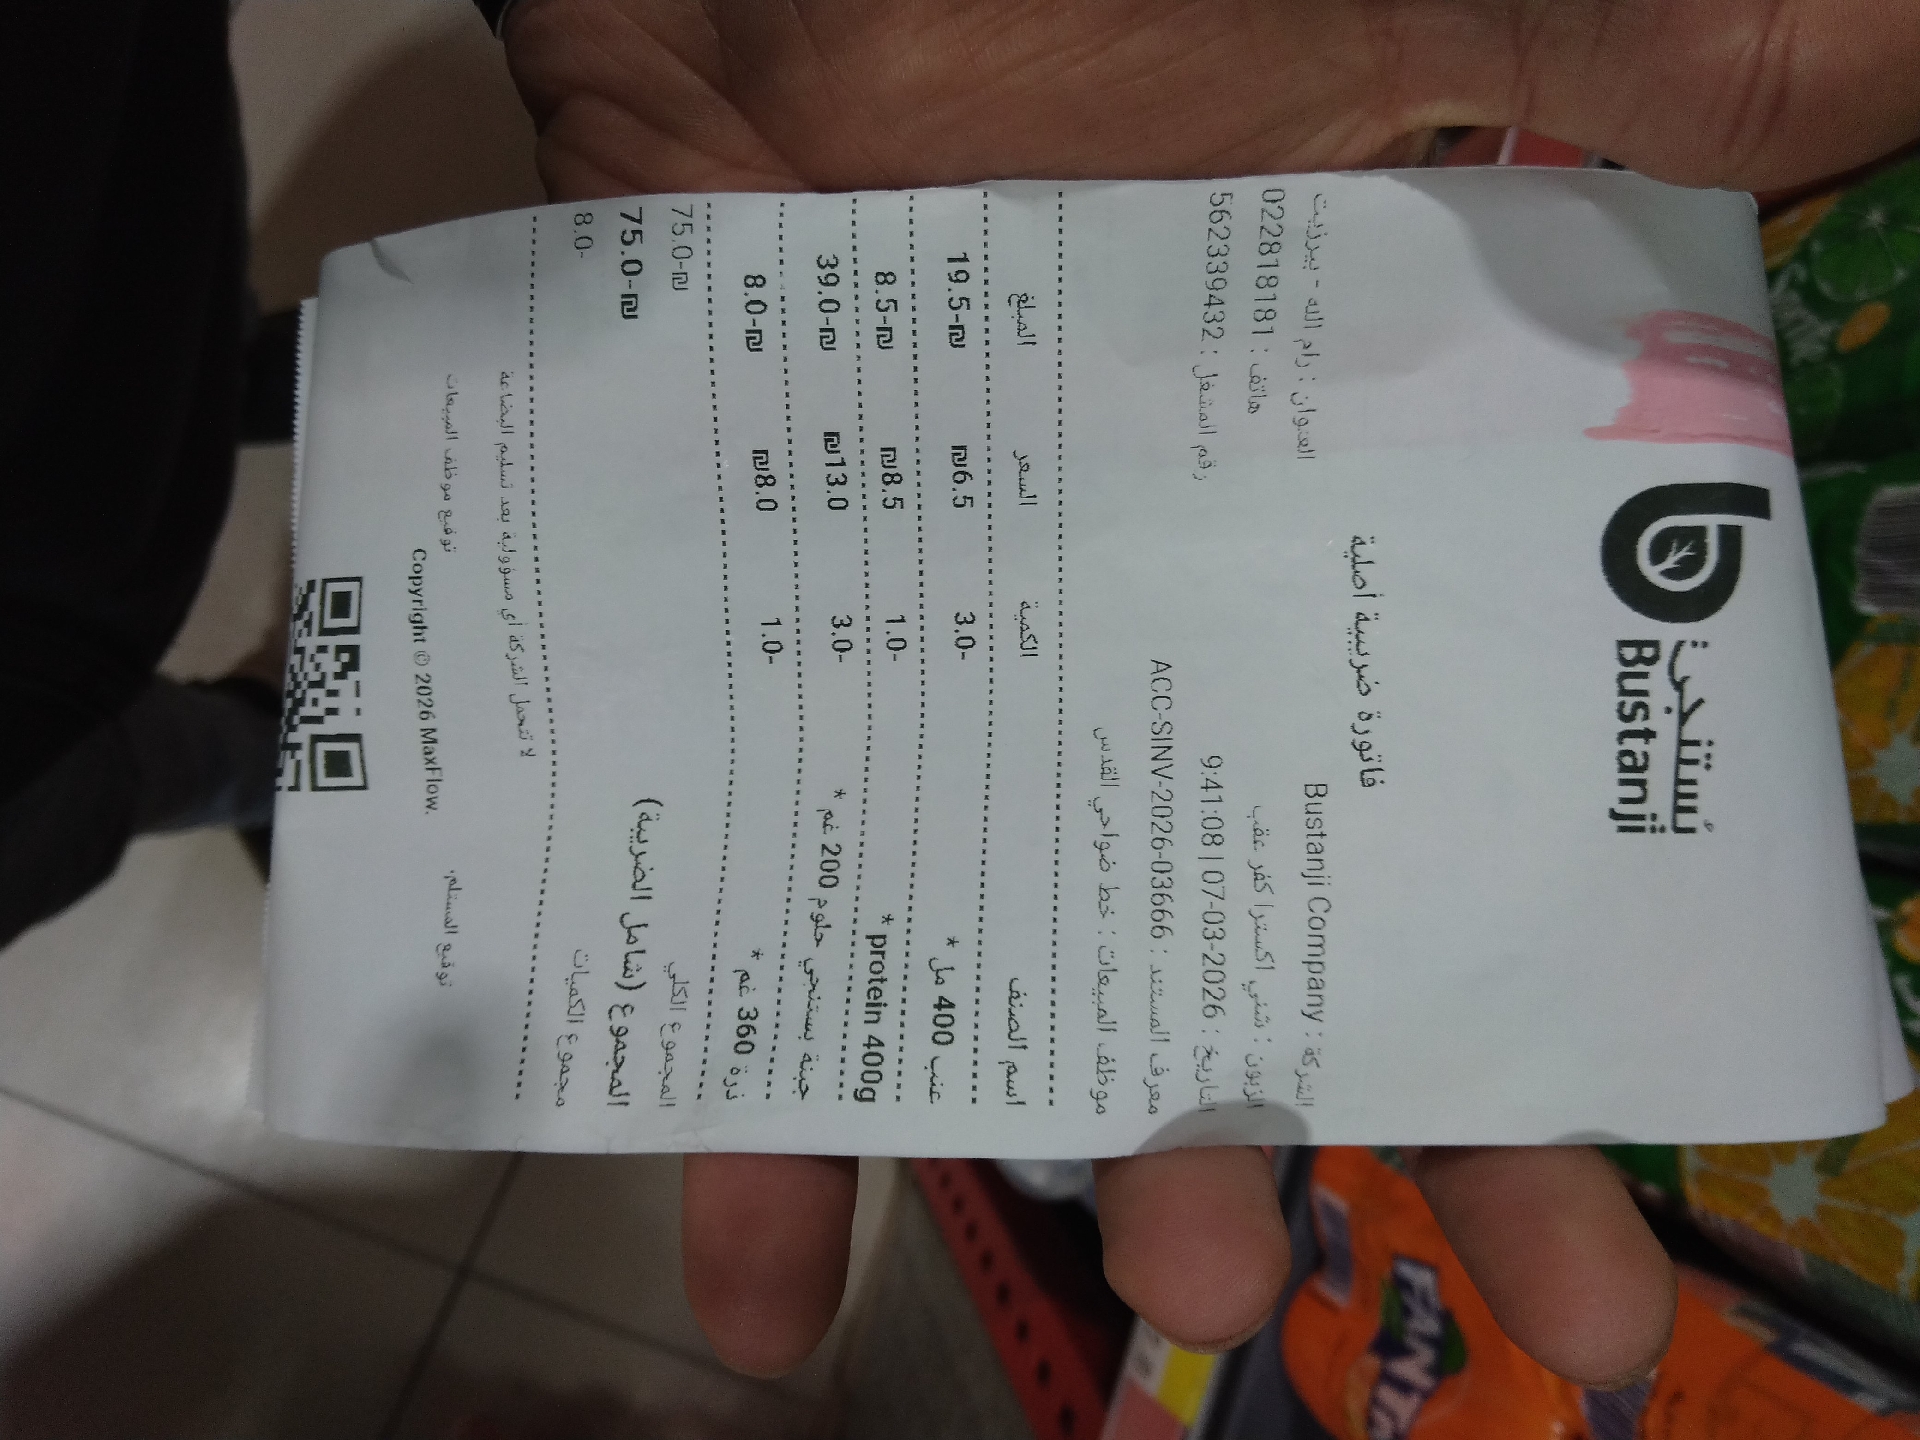 بُستنجي
Bustanji
فاتورة ضريبية أصلية
العنوان : رام الله - بيرزيت
هاتف : 022818181
رقم المشغل : 562339432
الشركة : Bustanji Company
الزبون : شني اكسترا كفر عقب
التاريخ : 07-03-2026 | 9:41:08
معرف المستند : ACC-SINV-2026-03666
موظف المبيعات : خط ضواحي القدس
اسم الصنف الكمية السعر المبلغ
عنب 400 مل * 3.0- ₪6.5 19.5-₪
protein 400g * 1.0- ₪8.5 8.5-₪
جبنة بستنجي حلوم 200 غم * 3.0- ₪13.0 39.0-₪
ذرة 360 غم * 1.0- ₪8.0 8.0-₪
المجموع الكلي 75.0-₪
المجموع (شامل الضريبة) 75.0-₪
مجموع الكميات 8.0-
لا تتحمل الشركة أي مسؤولية بعد تسليم البضاعة
توقيع المستلم. توقيع موظف المبيعات
Copyright © 2026 MaxFlow.
FANTA